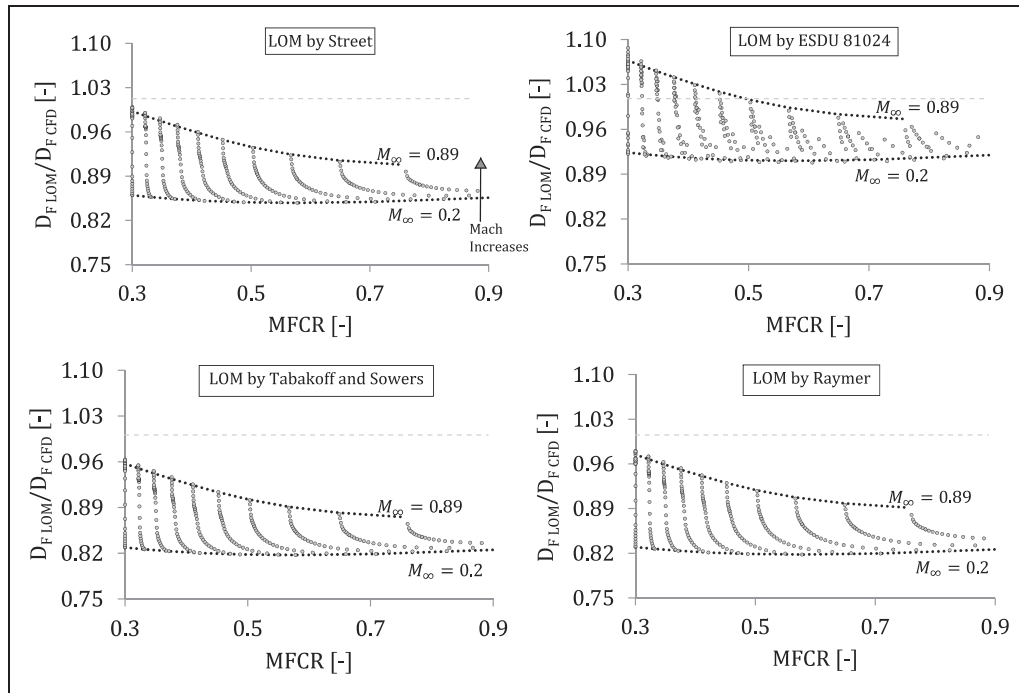 LOM by Street
1.10
1.03
0.96
0.89
0.82
0.75
D_F LOM/D_F CFD [-]
M∞ = 0.89
M∞ = 0.2
Mach
Increases
0.3
0.5
0.7
0.9
MFCR [-]
LOM by ESDU 81024
1.10
1.03
0.96
0.89
0.82
0.75
D_F LOM/D_F CFD [-]
M∞ = 0.89
M∞ = 0.2
0.3
0.5
0.7
0.9
MFCR [-]
LOM by Tabakoff and Sowers
1.10
1.03
0.96
0.89
0.82
0.75
D_F LOM/D_F CFD [-]
M∞ = 0.89
M∞ = 0.2
0.3
0.5
0.7
0.9
MFCR [-]
LOM by Raymer
1.10
1.03
0.96
0.89
0.82
0.75
D_F LOM/D_F CFD [-]
M∞ = 0.89
M∞ = 0.2
0.3
0.5
0.7
0.9
MFCR [-]